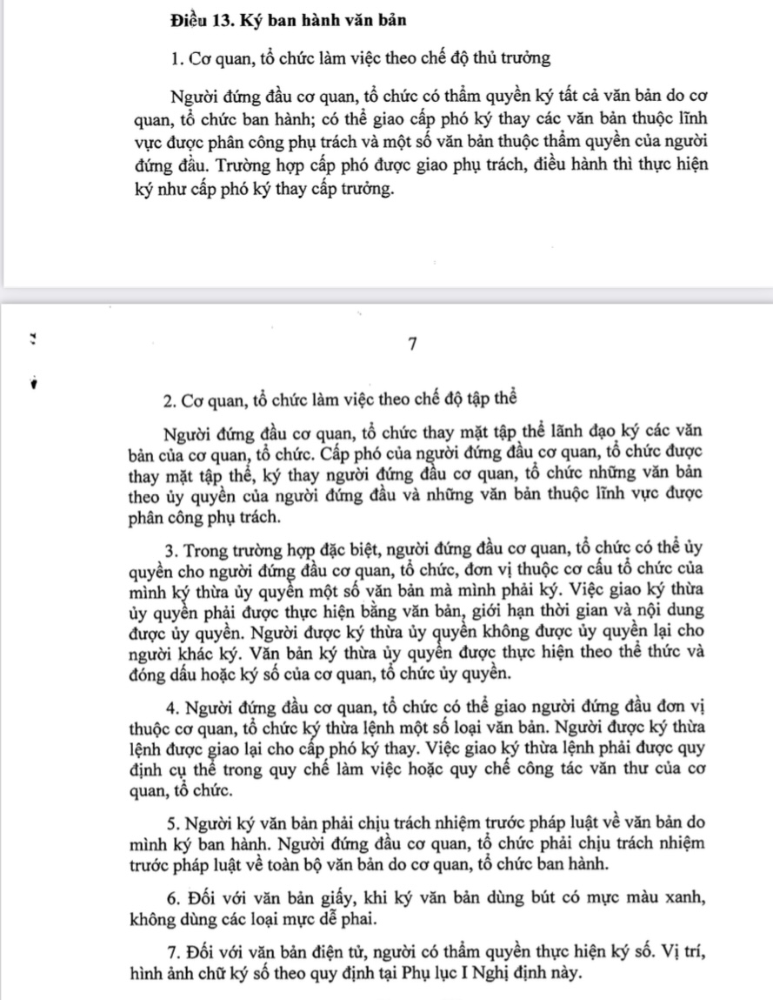 Điều 13. Ký ban hành văn bản
1. Cơ quan, tổ chức làm việc theo chế độ thủ trưởng
Người đứng đầu cơ quan, tổ chức có thẩm quyền ký tất cả văn bản do cơ
quan, tổ chức ban hành; có thể giao cấp phó ký thay các văn bản thuộc lĩnh
vực được phân công phụ trách và một số văn bản thuộc thẩm quyền của người
đứng đầu. Trường hợp cấp phó được giao phụ trách, điều hành thì thực hiện
ký như cấp phó ký thay cấp trưởng.
7
2. Cơ quan, tổ chức làm việc theo chế độ tập thể
Người đứng đầu cơ quan, tổ chức thay mặt tập thể lãnh đạo ký các văn
bản của cơ quan, tổ chức. Cấp phó của người đứng đầu cơ quan, tổ chức được
thay mặt tập thể, ký thay người đứng đầu cơ quan, tổ chức những văn bản
theo ủy quyền của người đứng đầu và những văn bản thuộc lĩnh vực được
phân công phụ trách.
3. Trong trường hợp đặc biệt, người đứng đầu cơ quan, tổ chức có thể ủy
quyền cho người đứng đầu cơ quan, tổ chức, đơn vị thuộc cơ cấu tổ chức của
mình ký thừa ủy quyền một số văn bản mà mình phải ký. Việc giao ký thừa
ủy quyền phải được thực hiện bằng văn bản, giới hạn thời gian và nội dung
được ủy quyền. Người được ký thừa ủy quyền không được ủy quyền lại cho
người khác ký. Văn bản ký thừa ủy quyền được thực hiện theo thể thức và
đóng dấu hoặc ký số của cơ quan, tổ chức ủy quyền.
4. Người đứng đầu cơ quan, tổ chức có thể giao người đứng đầu đơn vị
thuộc cơ quan, tổ chức ký thừa lệnh một số loại văn bản. Người được ký thừa
lệnh được giao lại cho cấp phó ký thay. Việc giao ký thừa lệnh phải được quy
định cụ thể trong quy chế làm việc hoặc quy chế công tác văn thư của cơ
quan, tổ chức.
5. Người ký văn bản phải chịu trách nhiệm trước pháp luật về văn bản do
mình ký ban hành. Người đứng đầu cơ quan, tổ chức phải chịu trách nhiệm
trước pháp luật về toàn bộ văn bản do cơ quan, tổ chức ban hành.
6. Đối với văn bản giấy, khi ký văn bản dùng bút có mực màu xanh,
không dùng các loại mực dễ phai.
7. Đối với văn bản điện tử, người có thẩm quyền thực hiện ký số. Vị trí,
hình ảnh chữ ký số theo quy định tại Phụ lục I Nghị định này.